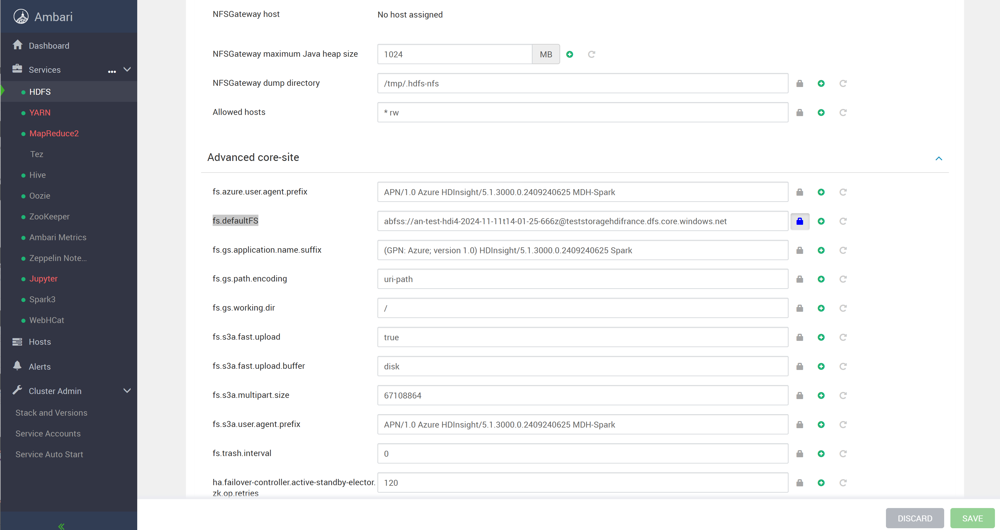 Ambari
Dashboard
Services
HDFS
YARN
MapReduce2
Tez
Hive
Oozie
ZooKeeper
Ambari Metrics
Zeppelin Note...
Jupyter
Spark3
WebHCat
Hosts
Alerts
Cluster Admin
Stack and Versions
Service Accounts
Service Auto Start
NFSGateway host No host assigned
NFSGateway maximum Java heap size 1024 MB
NFSGateway dump directory /tmp/.hdfs-nfs
Allowed hosts * rw
Advanced core-site
fs.azure.user.agent.prefix APN/1.0 Azure HDInsight/5.1.3000.0.2409240625 MDH-Spark
fs.defaultFS abfss://an-test-hdi4-2024-11-11t14-01-25-666z@teststoragehdifrance.dfs.core.windows.net
fs.gs.application.name.suffix (GPN: Azure; version 1.0) HDInsight/5.1.3000.0.2409240625 Spark
fs.gs.path.encoding uri-path
fs.gs.working.dir /
fs.s3a.fast.upload true
fs.s3a.fast.upload.buffer disk
fs.s3a.multipart.size 67108864
fs.s3a.user.agent.prefix APN/1.0 Azure HDInsight/5.1.3000.0.2409240625 MDH-Spark
fs.trash.interval 0
ha.failover-controller.active-standby-elector. 120
zk.op.retries
DISCARD SAVE